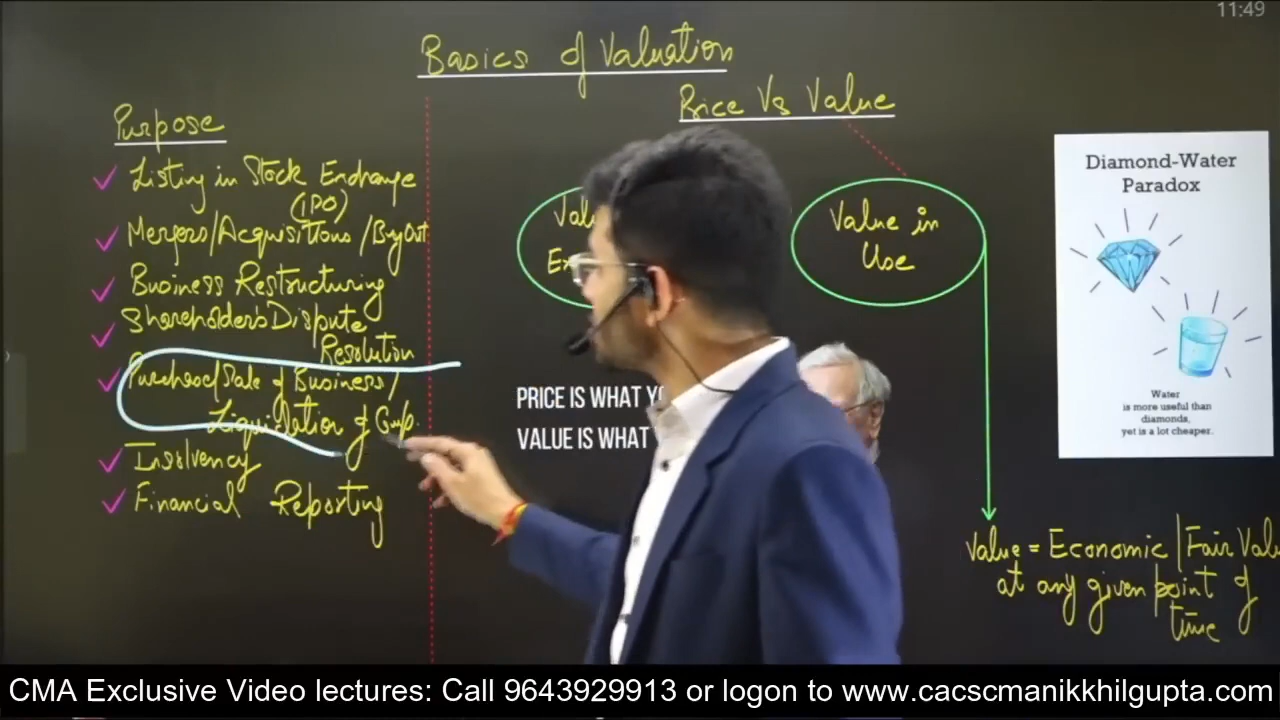 11:49
Basics of Valuation
Purpose
Listing in Stock Exchange
(IPO)
Mergers/Acquisitions/BuyOut
Business Restructuring
Shareholder's Dispute
Resolution
Purchase/Sale of Business/
Liquidation of
Insolvency
Financial Reporting
Price Vs Value
Value in
Use
PRICE IS WHAT
VALUE IS WHAT
Diamond-Water
Paradox
Water
is more useful than
diamonds,
yet is a lot cheaper.
Value = Economic/Fair
at any given point of
time
CMA Exclusive Video lectures: Call 9643929913 or logon to www.cacscmanikkhilgupta.com